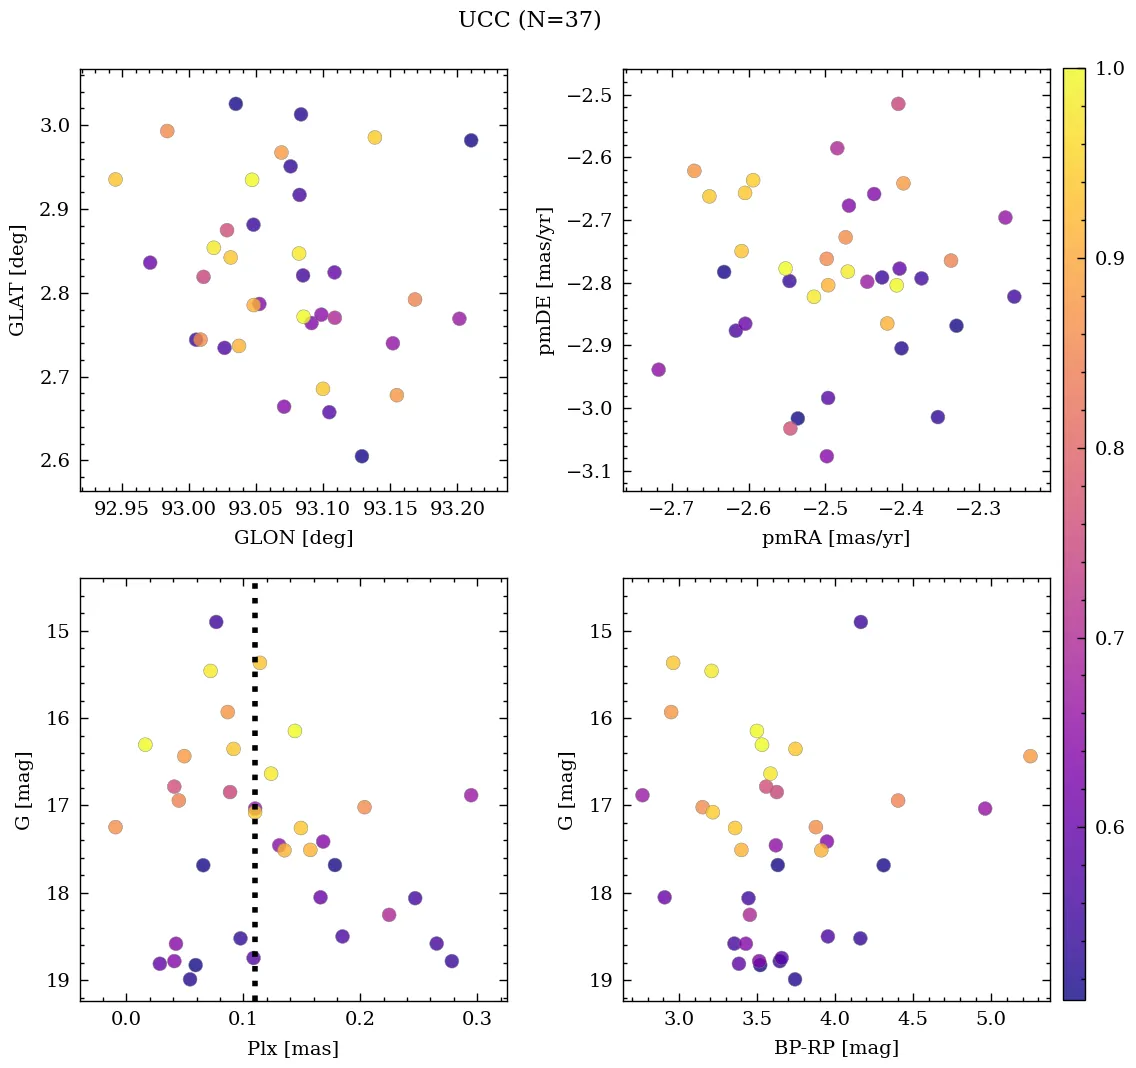 UCC (N=37)
3.0
2.9
2.8
2.7
2.6
GLAT [deg]
92.95 93.00 93.05 93.10 93.15 93.20
GLON [deg]
−2.5
−2.6
−2.7
−2.8
−2.9
−3.0
−3.1
pmDE [mas/yr]
−2.7 −2.6 −2.5 −2.4 −2.3
pmRA [mas/yr]
1.0
0.9
0.8
0.7
0.6
15
16
17
18
19
G [mag]
0.0 0.1 0.2 0.3
Plx [mas]
15
16
17
18
19
G [mag]
3.0 3.5 4.0 4.5 5.0
BP-RP [mag]